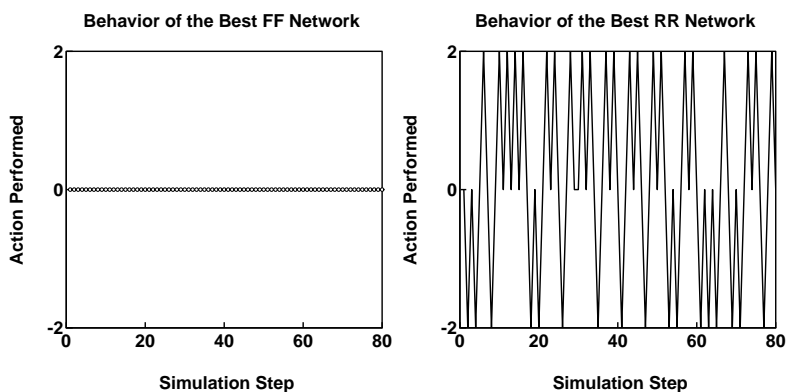 Behavior of the Best FF Network
2
0
-2
0
20
40
60
80
Action Performed
Simulation Step
Behavior of the Best RR Network
2
0
-2
0
20
40
60
80
Action Performed
Simulation Step